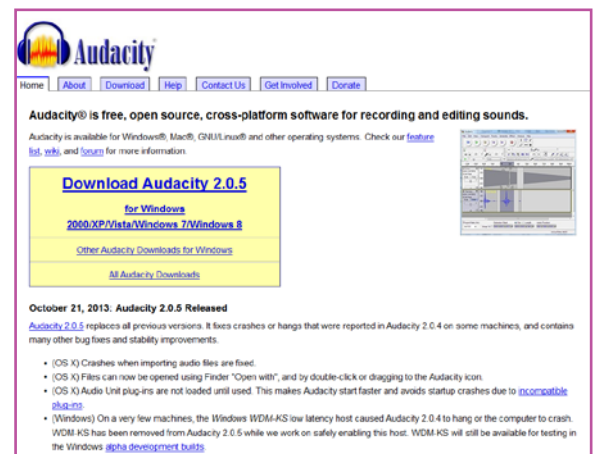 Audacity®
Home About Download Help Contact Us Get Involved Donate
Audacity® is free, open source, cross-platform software for recording and editing sounds.
Audacity is available for Windows®, Mac®, GNU/Linux® and other operating systems. Check our feature
list, wiki, and forum for more information.
Download Audacity 2.0.5
for Windows
2000/XP/Vista/Windows 7/Windows 8
Other Audacity Downloads for Windows
All Audacity Downloads
October 21, 2013: Audacity 2.0.5 Released
Audacity 2.0.5 replaces all previous versions. It fixes crashes or hangs that were reported in Audacity 2.0.4 on some machines, and contains
many other bug fixes and stability improvements.
• (OS X) Crashes when importing audio files are fixed.
• (OS X) Files can now be opened using Finder "Open with", and by double-click or dragging to the Audacity icon.
• (OS X) Audio Unit plug-ins are not loaded until used. This makes Audacity start faster and avoids startup crashes due to incompatible
plug-ins.
• (Windows) On a very few machines, the Windows WDM-KS low latency host caused Audacity 2.0.4 to hang or the computer to crash.
WDM-KS has been removed from Audacity 2.0.5 while we work on safely enabling this host. WDM-KS will still be available for testing in
the Windows alpha development builds